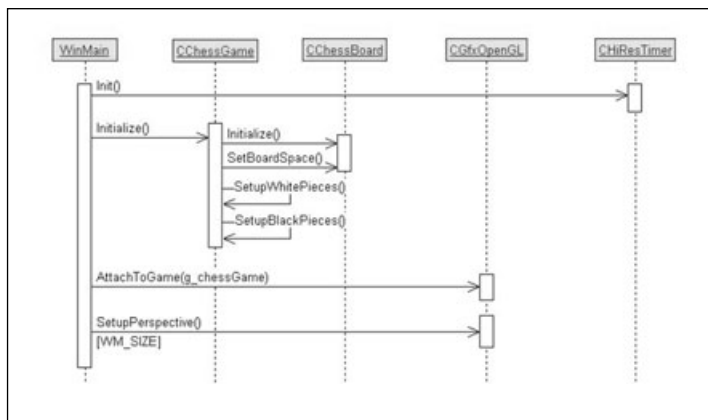 WinMain
CChessGame
CChessBoard
CGfxOpenGL
CHiResTimer
Init()
Initialize()
Initialize()
SetBoardSpace()
SetupWhitePieces()
SetupBlackPieces()
AttachToGame(g_chessGame)
SetupPerspective()
[WM_SIZE]